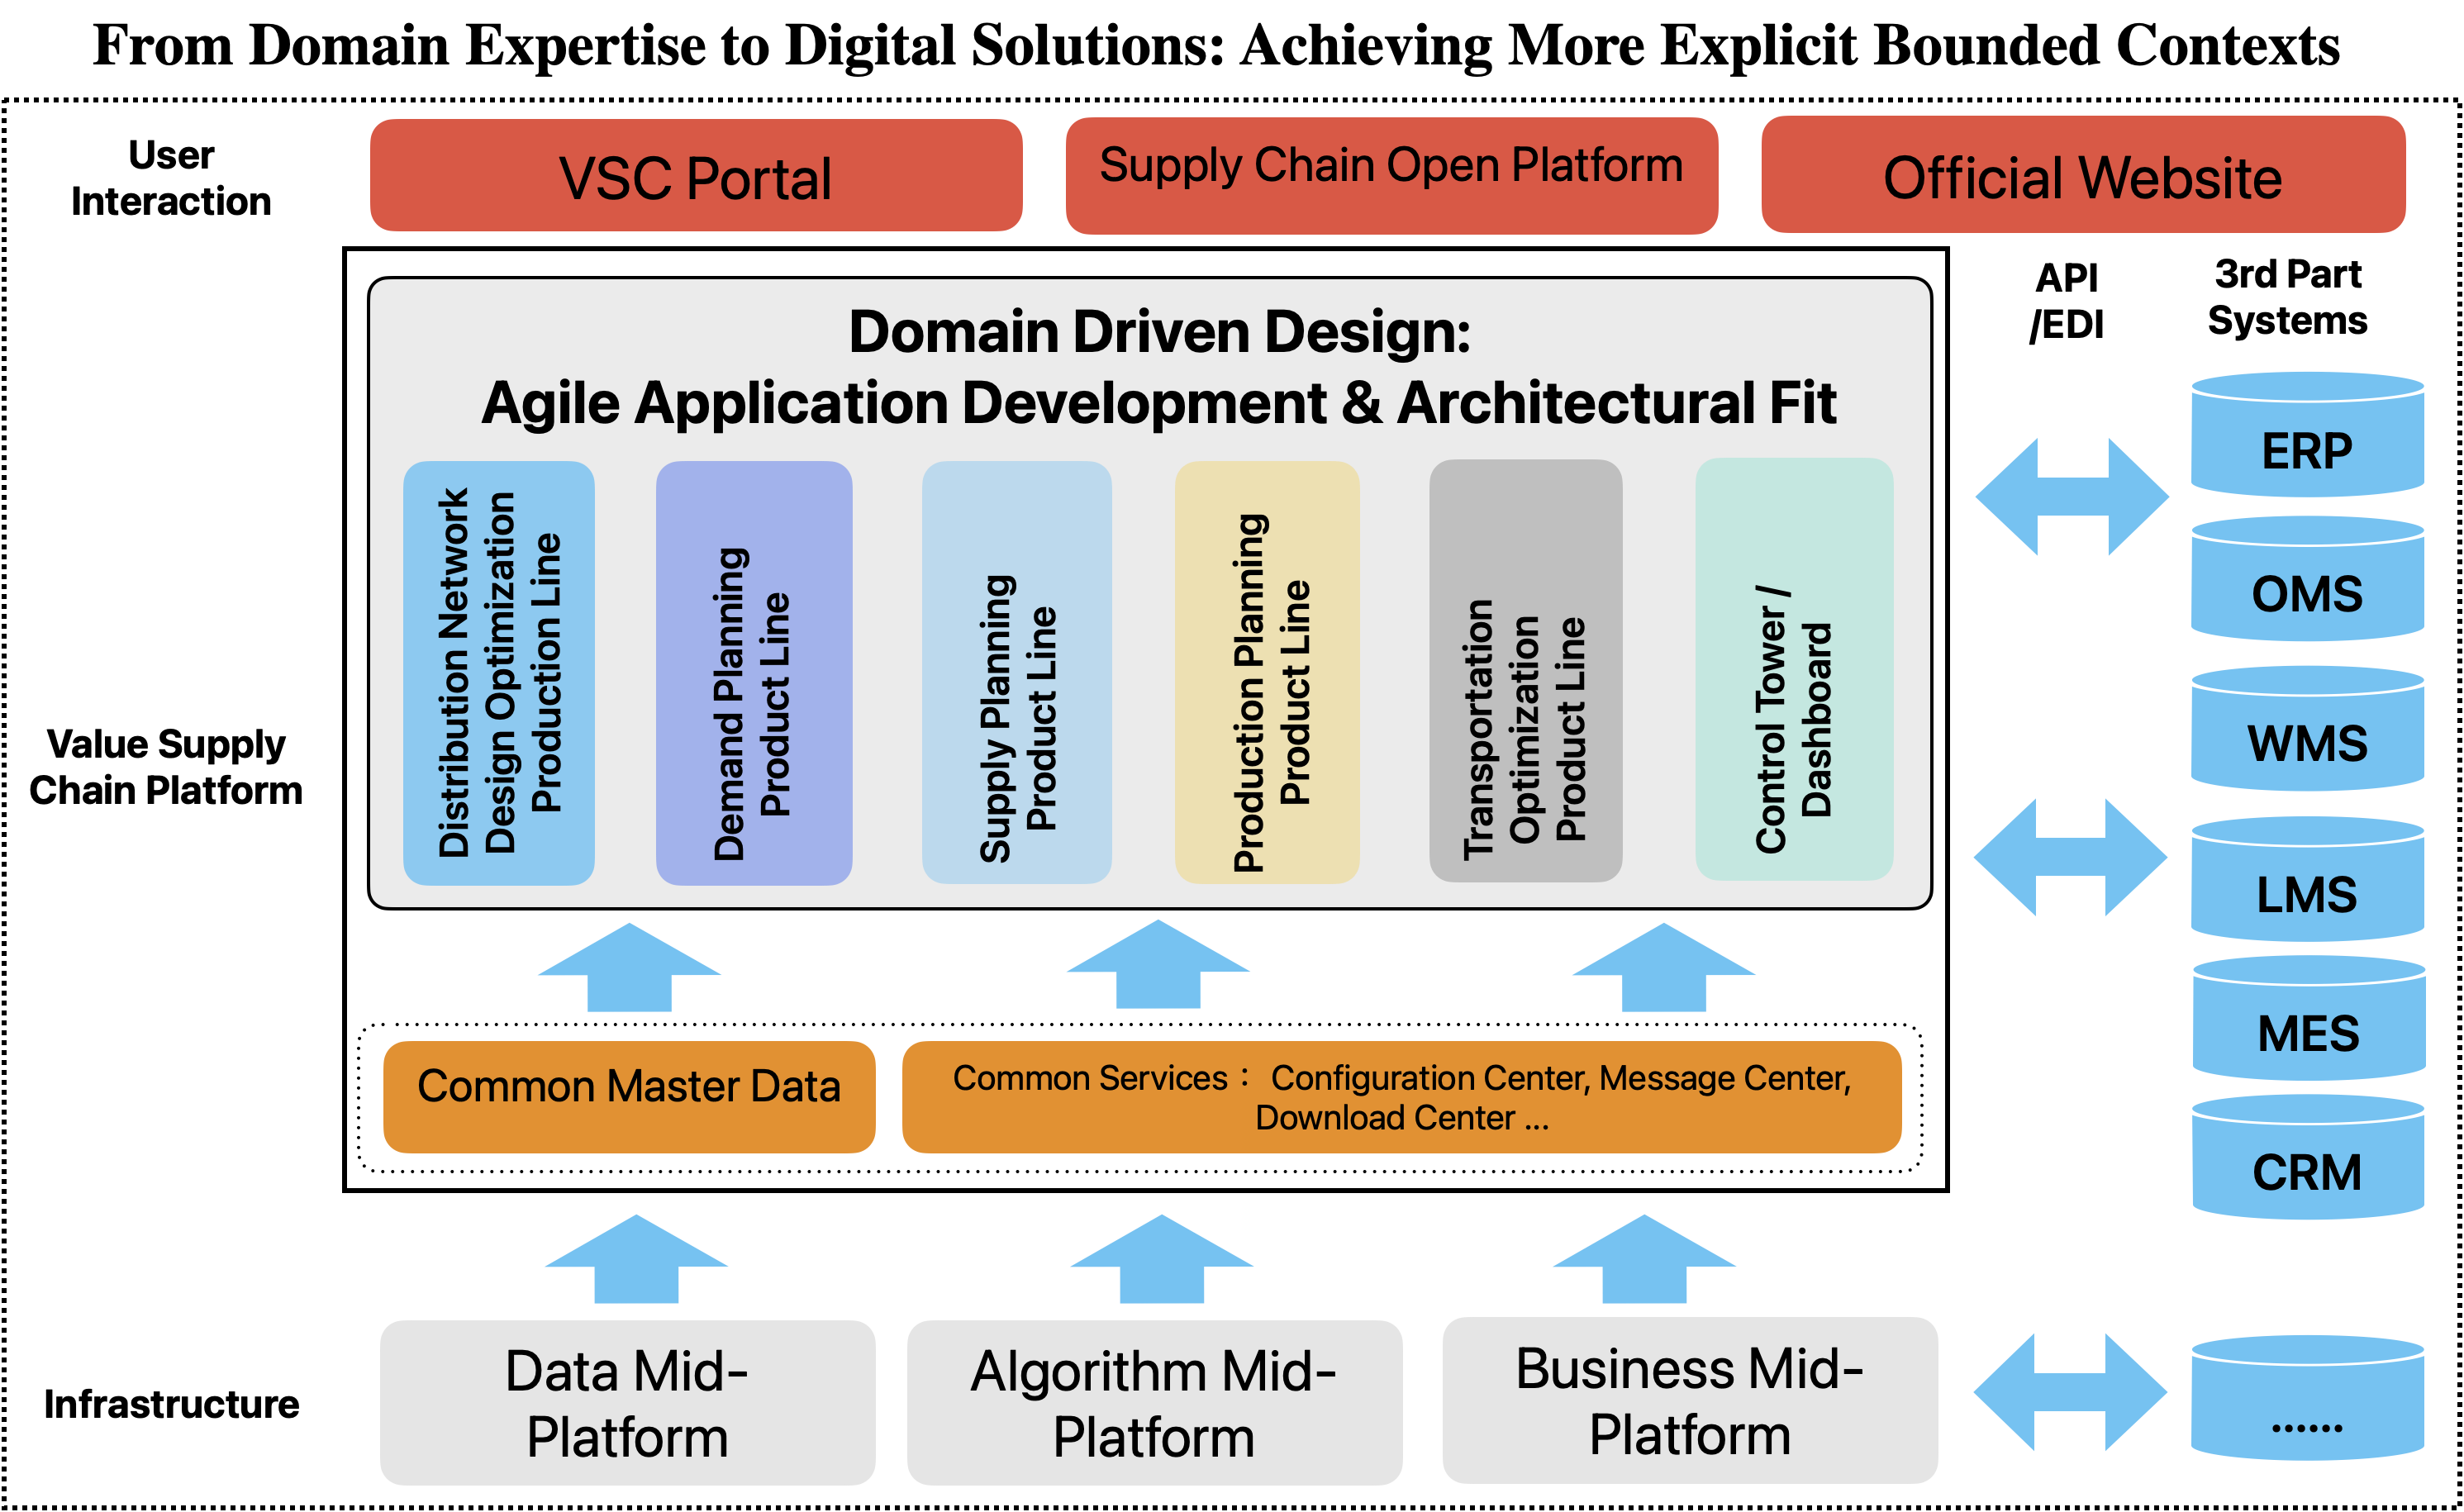 From Domain Expertise to Digital Solutions: Achieving More Explicit Bounded Contexts
User
Interaction
VSC Portal
Supply Chain Open Platform
Official Website
API
/EDI
3rd Part
Systems
Domain Driven Design:
Agile Application Development & Architectural Fit
Value Supply
Chain Platform
Distribution Network
Design Optimization
Production Line
Demand Planning
Product Line
Supply Planning
Product Line
Production Planning
Product Line
Transportation
Optimization
Product Line
Control Tower /
Dashboard
ERP
OMS
WMS
LMS
MES
CRM
Common Master Data
Common Services： Configuration Center, Message Center,
Download Center ...
Infrastructure
Data Mid-
Platform
Algorithm Mid-
Platform
Business Mid-
Platform
......